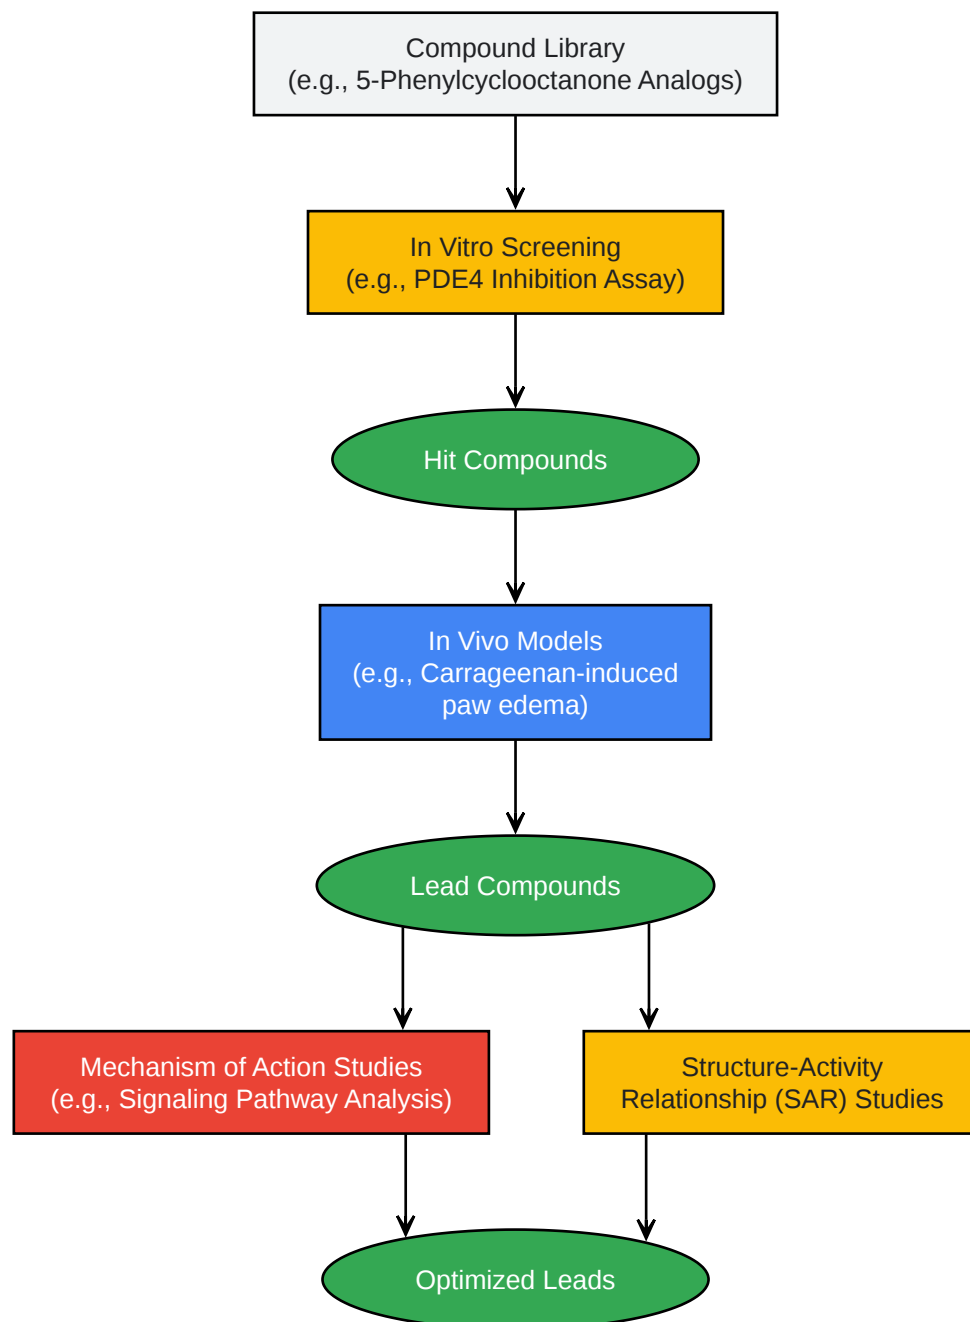 Compound Library
(e.g., 5-Phenylcyclooctanone Analogs)
In Vitro Screening
(e.g., PDE4 Inhibition Assay)
Hit Compounds
In Vivo Models
(e.g., Carrageenan-induced
paw edema)
Lead Compounds
Mechanism of Action Studies
(e.g., Signaling Pathway Analysis)
Structure-Activity
Relationship (SAR) Studies
Optimized Leads